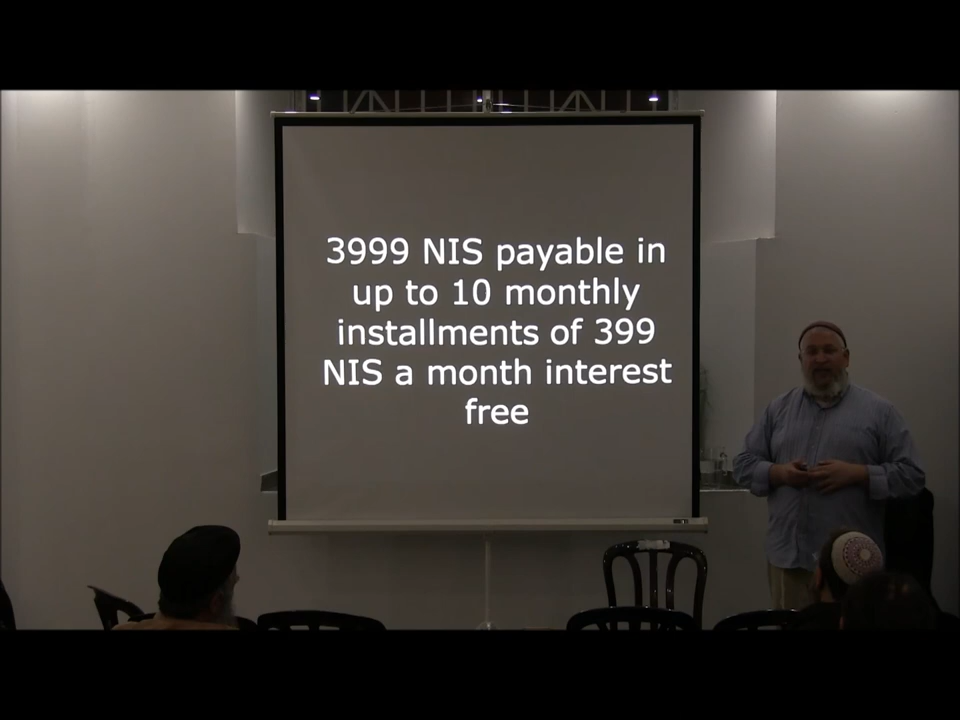 3999 NIS payable in
up to 10 monthly
installments of 399
NIS a month interest
free